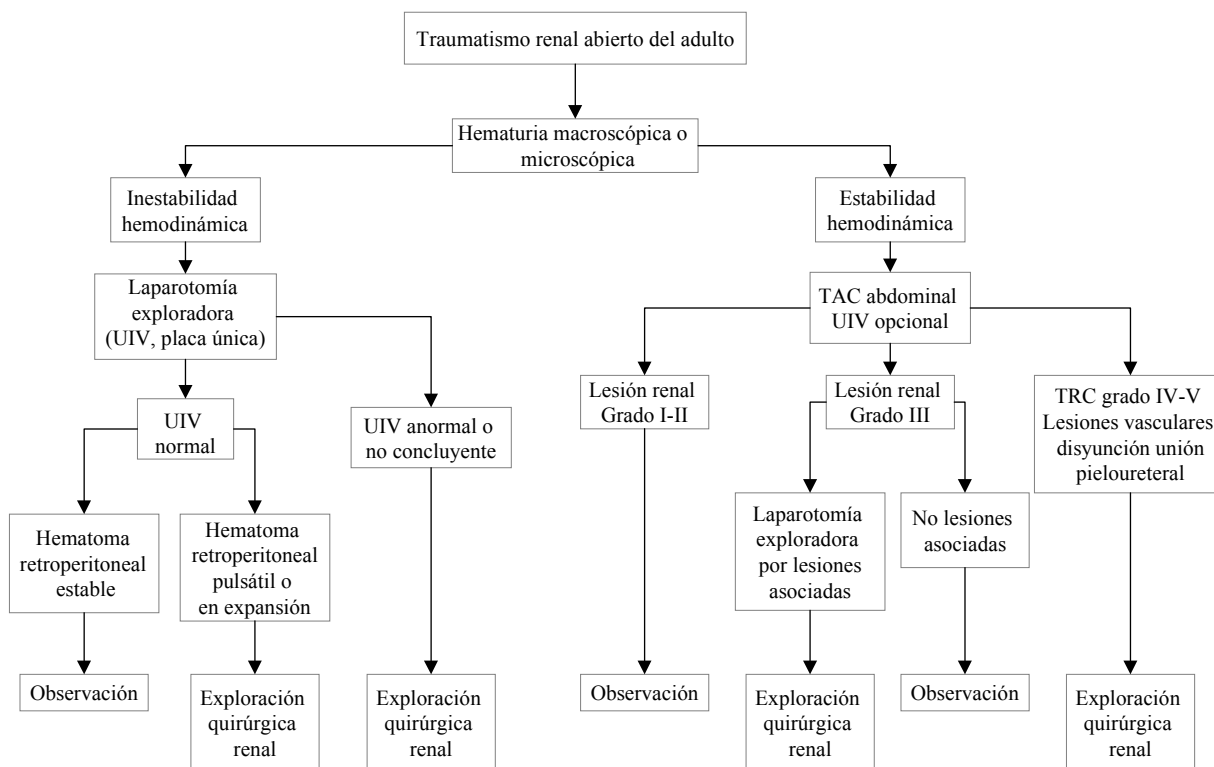 Traumatismo renal abierto del adulto
Hematuria macroscópica o
microscópica
Inestabilidad
hemodinámica
Estabilidad
hemodinámica
Laparotomía
exploradora
(UIV, placa única)
TAC abdominal
UIV opcional
UIV
normal
UIV anormal o
no concluyente
Lesión renal
Grado I-II
Lesión renal
Grado III
TRC grado IV-V
Lesiones vasculares
disyunción unión
pieloureteral
Hematoma
retroperitoneal
estable
Hematoma
retroperitoneal
pulsátil o
en expansión
Laparotomía
exploradora
por lesiones
asociadas
No lesiones
asociadas
Observación
Exploración
quirúrgica
renal
Exploración
quirúrgica
renal
Observación
Exploración
quirúrgica
renal
Observación
Exploración
quirúrgica
renal